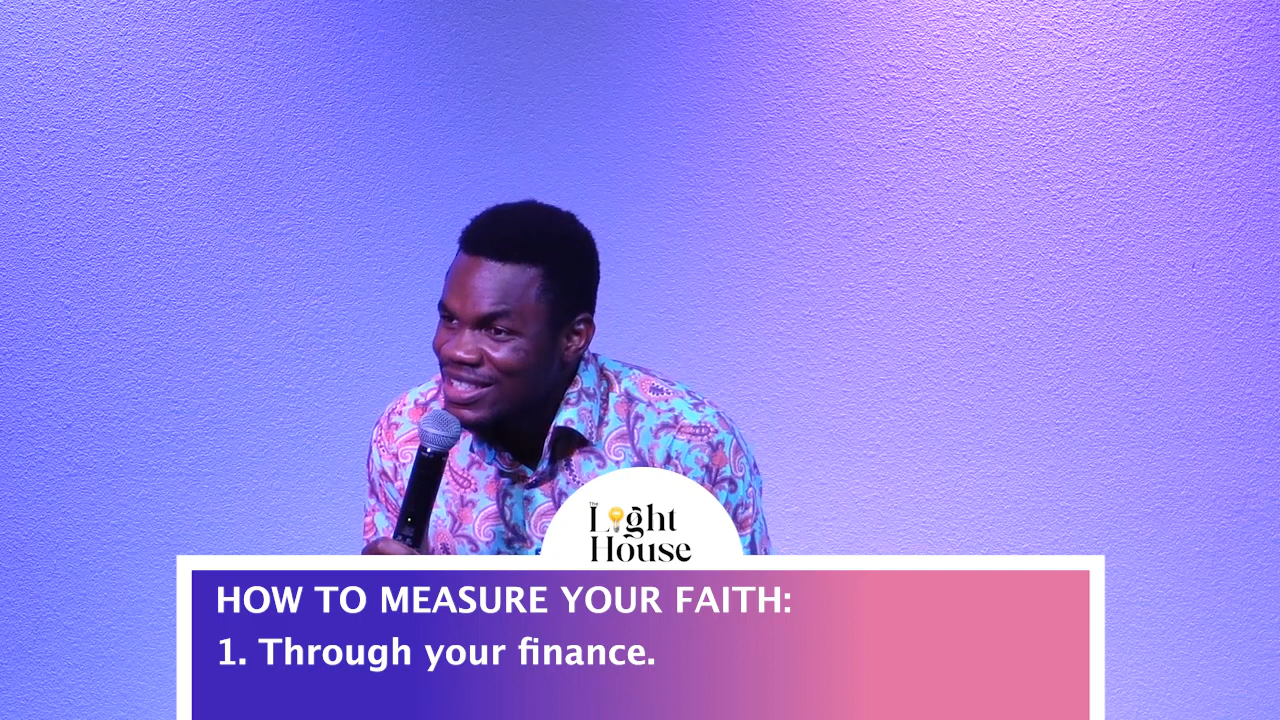 The
Light
House
HOW TO MEASURE YOUR FAITH:
1. Through your finance.